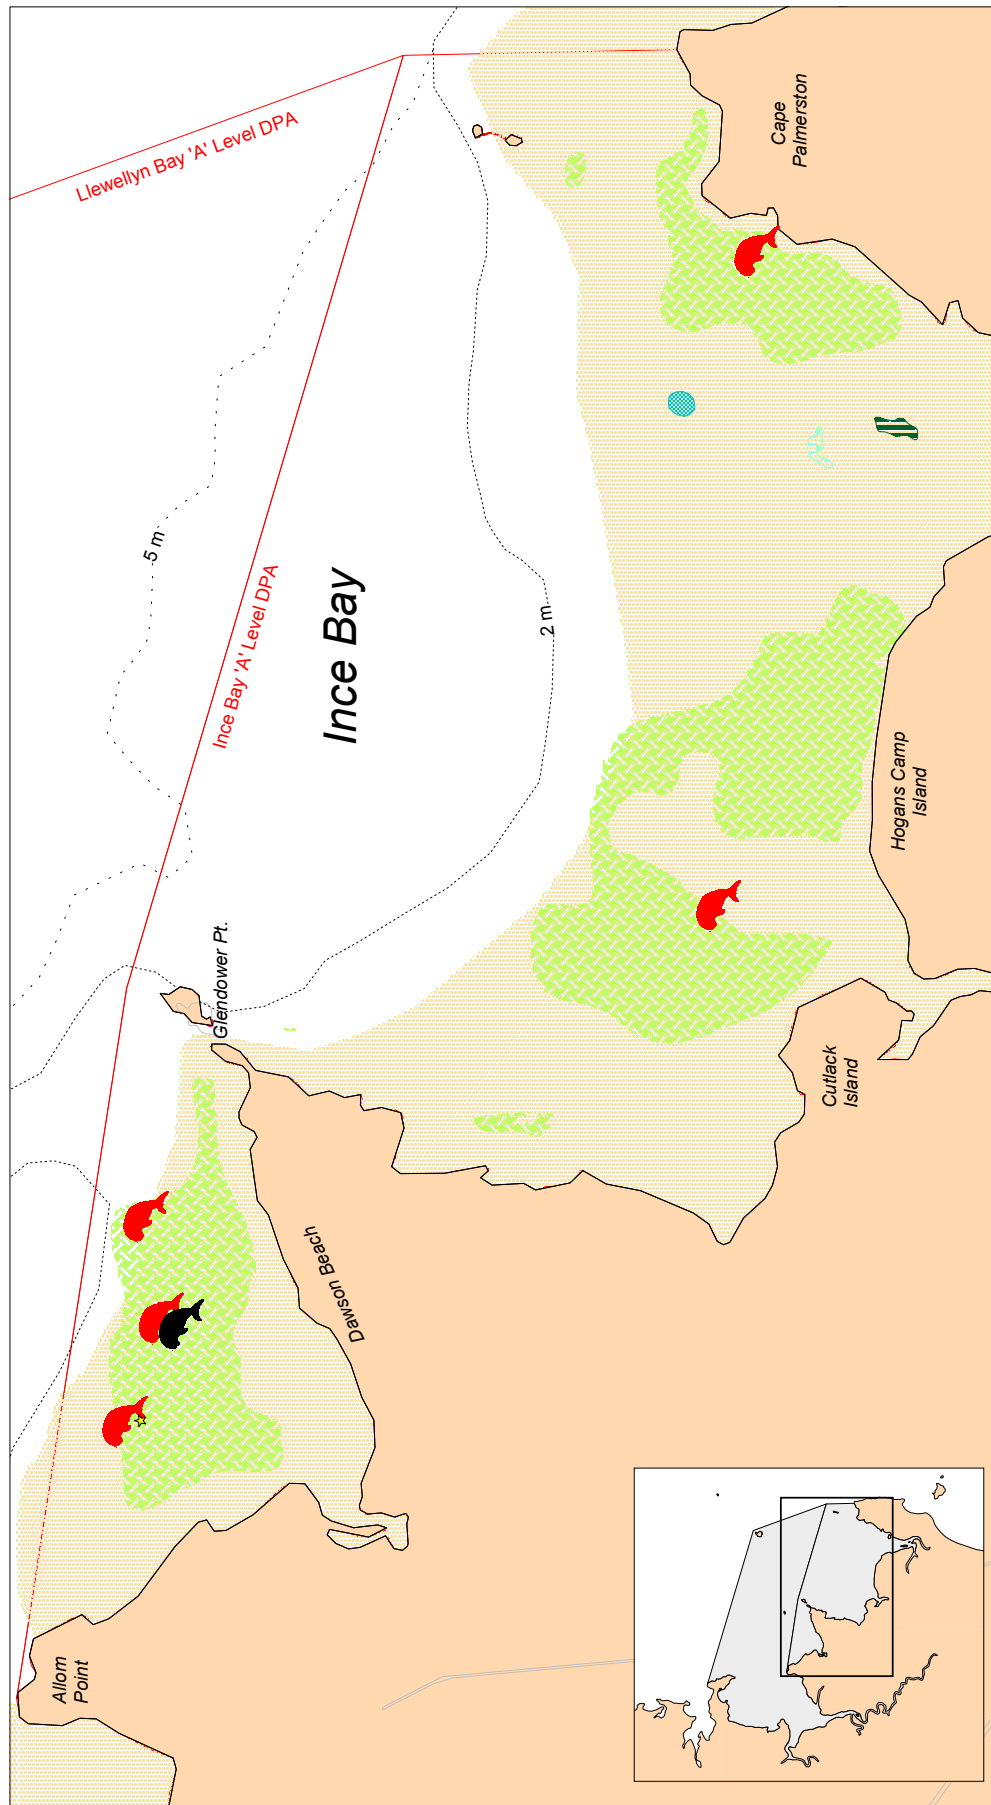 Llewellyn Bay 'A' Level DPA
Cape
Palmerston
5 m
Ince Bay 'A' Level DPA
Ince Bay
2 m
Hogans Camp
Island
Glendower Pt.
Cutlack
Island
Dawson Beach
Allom
Point